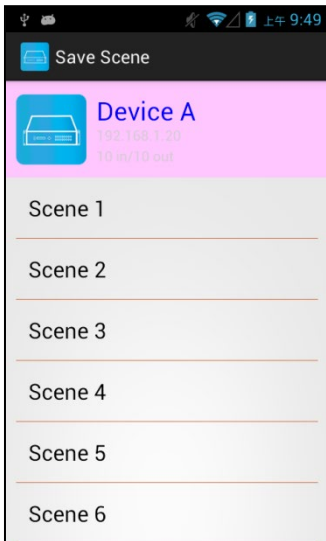 上午 9:49
Save Scene
Device A
192.168.1.20
10 in/10 out
Scene 1
Scene 2
Scene 3
Scene 4
Scene 5
Scene 6